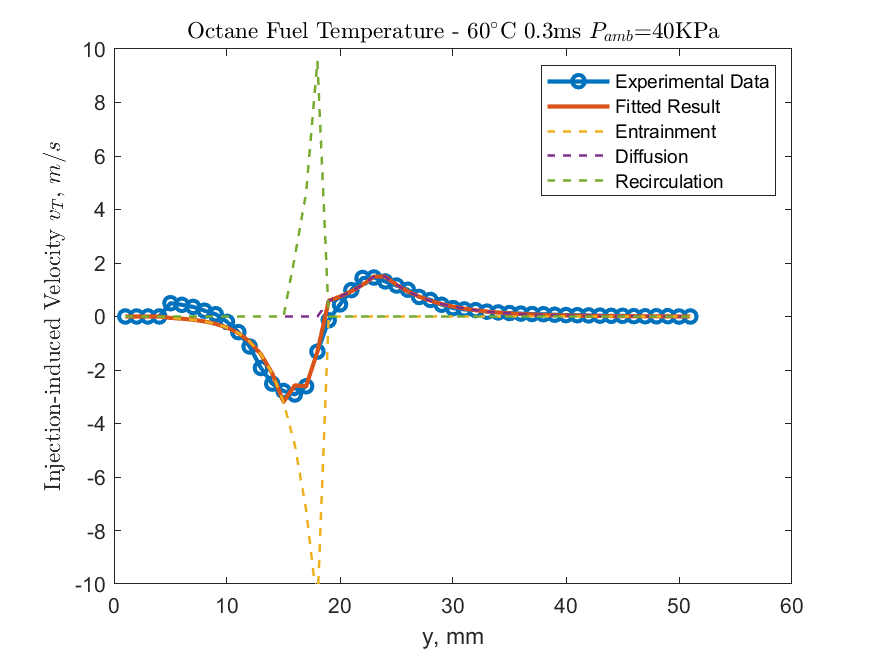 Octane Fuel Temperature - 60°C 0.3ms P_amb=40KPa
Injection-induced Velocity v_T, m/s
10
8
6
4
2
0
-2
-4
-6
-8
-10
Experimental Data
Fitted Result
Entrainment
Diffusion
Recirculation
0 10 20 30 40 50 60
y, mm